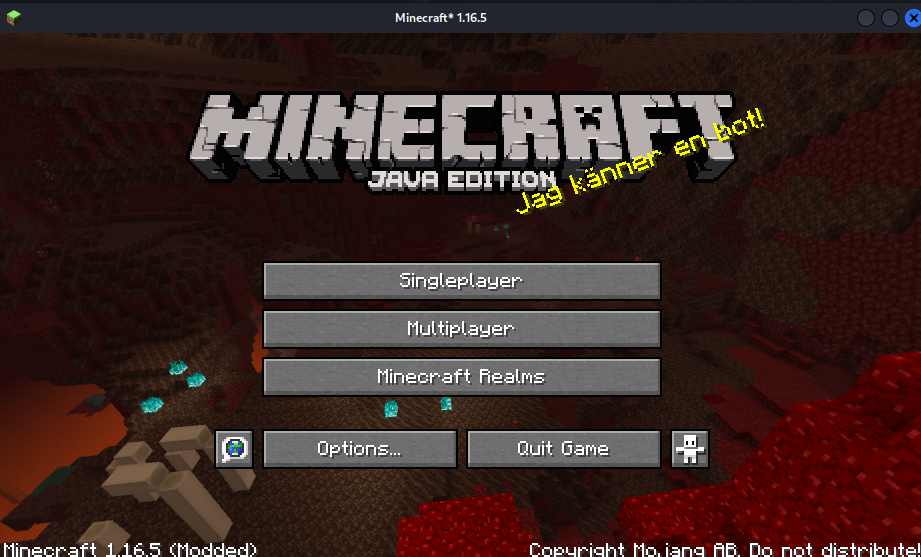 Minecraft* 1.16.5
MINECRAFT
JAVA EDITION
Jag känner en bot!
Singleplayer
Multiplayer
Minecraft Realms
Options...
Quit Game
Minecraft 1.16.5 (Modded)
Copyright Mojang AB. Do not distribute